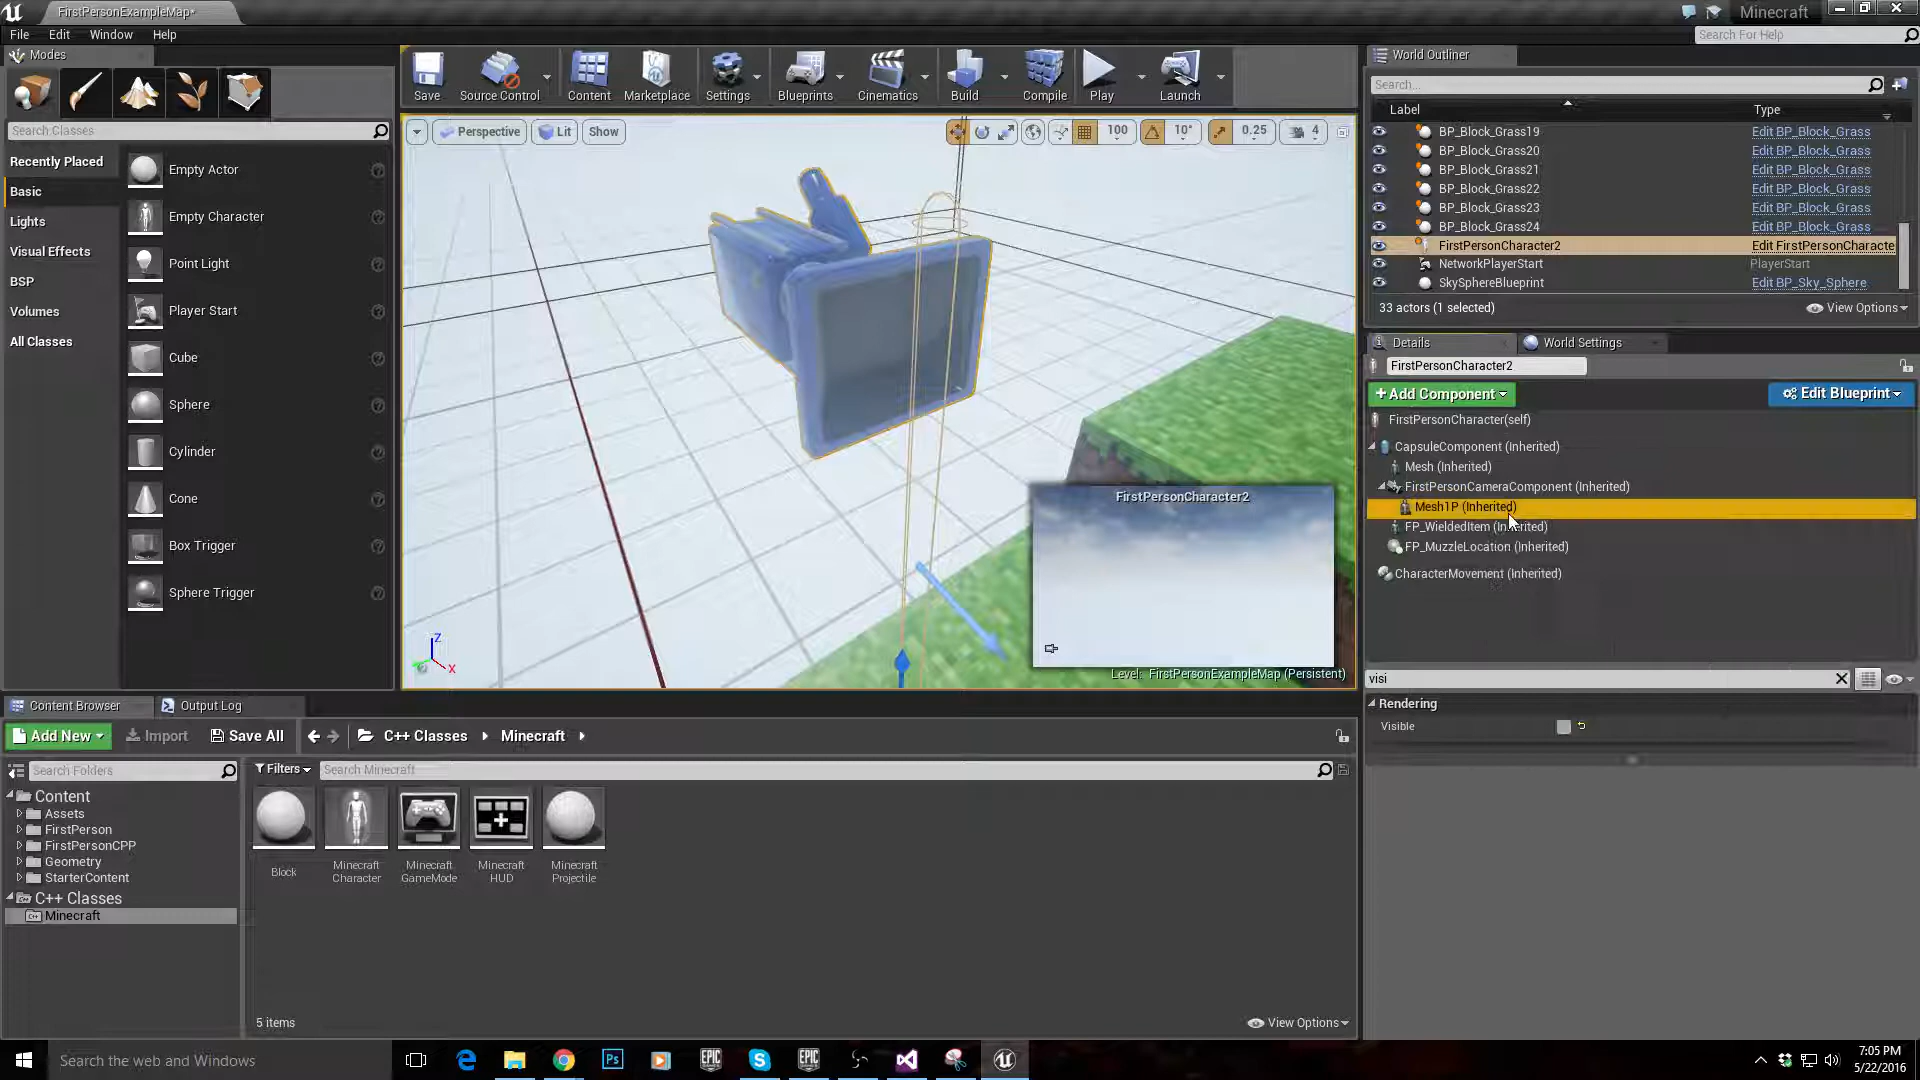 FirstPersonExampleMap*
Minecraft
File Edit Window Help
Search For Help
Modes
Search Classes
Recently Placed
Basic
Lights
Visual Effects
BSP
Volumes
All Classes
Empty Actor
Empty Character
Point Light
Player Start
Cube
Sphere
Cylinder
Cone
Box Trigger
Sphere Trigger
Save Source Control Content Marketplace Settings Blueprints Cinematics Build Compile Play Launch
Perspective Lit Show 100 10° 0.25 4
FirstPersonCharacter2
Z
X
Level: FirstPersonExampleMap (Persistent)
World Outliner
Search...
Label Type
BP_Block_Grass19 Edit BP_Block_Grass
BP_Block_Grass20 Edit BP_Block_Grass
BP_Block_Grass21 Edit BP_Block_Grass
BP_Block_Grass22 Edit BP_Block_Grass
BP_Block_Grass23 Edit BP_Block_Grass
BP_Block_Grass24 Edit BP_Block_Grass
FirstPersonCharacter2 Edit FirstPersonCharacte
NetworkPlayerStart PlayerStart
SkySphereBlueprint Edit BP_Sky_Sphere
33 actors (1 selected) View Options
Details World Settings
FirstPersonCharacter2
+Add Component Edit Blueprint
FirstPersonCharacter(self)
CapsuleComponent (Inherited)
Mesh (Inherited)
FirstPersonCameraComponent (Inherited)
Mesh1P (Inherited)
FP_WieldedItem (Inherited)
FP_MuzzleLocation (Inherited)
CharacterMovement (Inherited)
visi
Rendering
Visible
Content Browser Output Log
Add New Import Save All C++ Classes Minecraft
Search Folders
Filters Search Minecraft
Content
Assets
FirstPerson
FirstPersonCPP
Geometry
StarterContent
C++ Classes
Minecraft
Block
Minecraft Character
Minecraft GameMode
Minecraft HUD
Minecraft Projectile
5 items View Options
Search the web and Windows
Ps
EPIC GAMES
EPIC GAMES
7:05 PM
5/22/2016